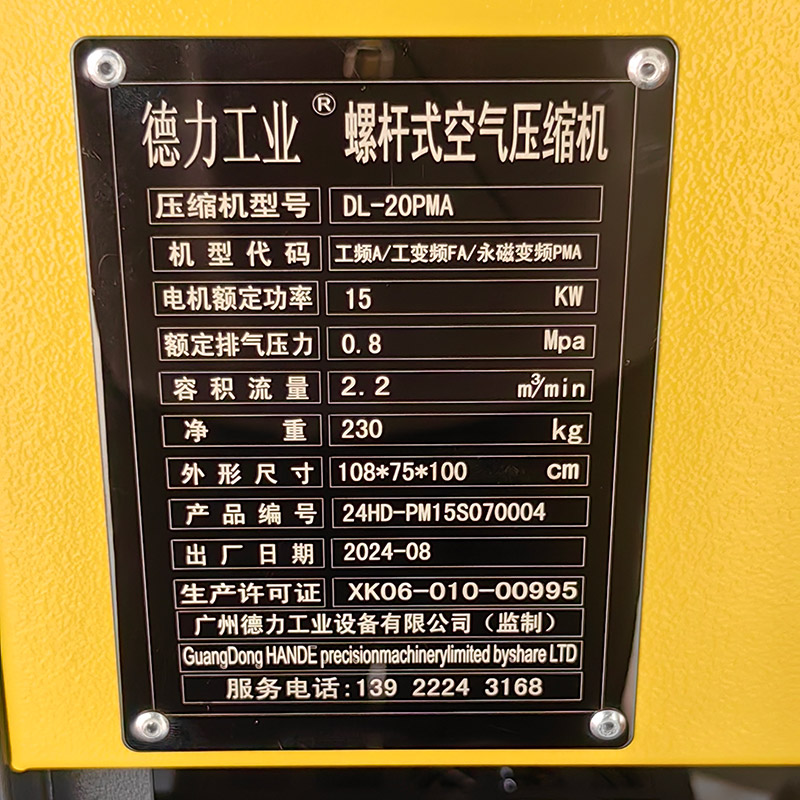 德力工业® 螺杆式空气压缩机
压缩机型号 DL-20PMA
机型代码 工频A/工变频FA/永磁变频PMA
电机额定功率 15 KW
额定排气压力 0.8 Mpa
容积流量 2.2 m³/min
净重 230 kg
外形尺寸 108*75*100 cm
产品编号 24HD-PM15S070004
出厂日期 2024-08
生产许可证 XK06-010-00995
广州德力工业设备有限公司（监制）
GuangDong HANDE precisionmachinerylimited byshare LTD
服务电话:139 2224 3168